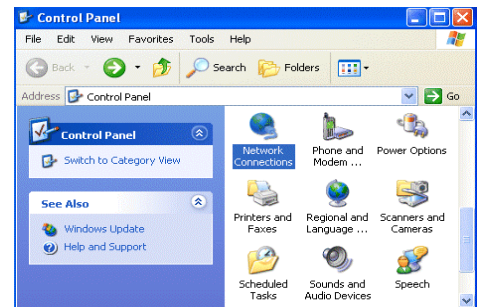 Control Panel
File Edit View Favorites Tools Help
Back Search Folders
Address Control Panel Go
Control Panel
Switch to Category View
See Also
Windows Update
Help and Support
Network Connections
Phone and Modem ...
Power Options
Printers and Faxes
Regional and Language ...
Scanners and Cameras
Scheduled Tasks
Sounds and Audio Devices
Speech